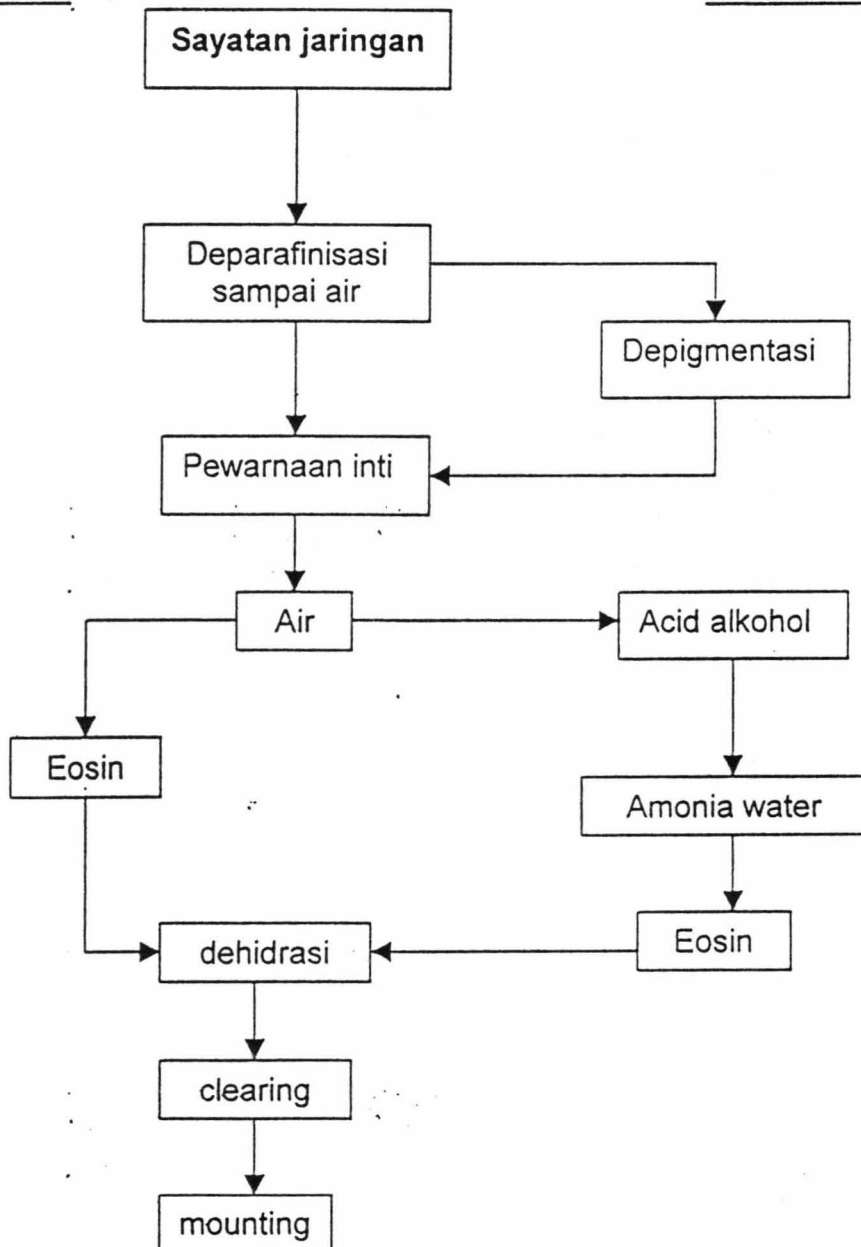 Sayatan jaringan
Deparafinisasi
sampai air
Depigmentasi
Pewarnaan inti
Air
Acid alkohol
Eosin
Amonia water
Eosin
dehidrasi
clearing
mounting